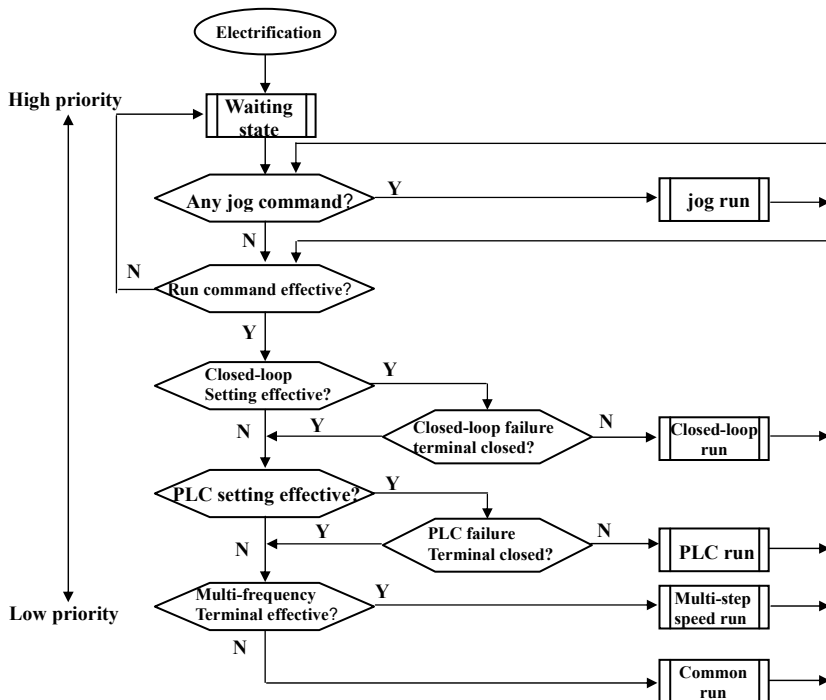 Electrification
High priority
Waiting
state
Any jog command?
Y
jog run
N
N
Run command effective?
Y
Closed-loop
Setting effective?
Y
N
Y
Closed-loop failure
terminal closed?
N
Closed-loop
run
PLC setting effective?
Y
N
Y
PLC failure
Terminal closed?
N
PLC run
Low priority
Multi-frequency
Terminal effective?
Y
Multi-step
speed run
N
Common
run